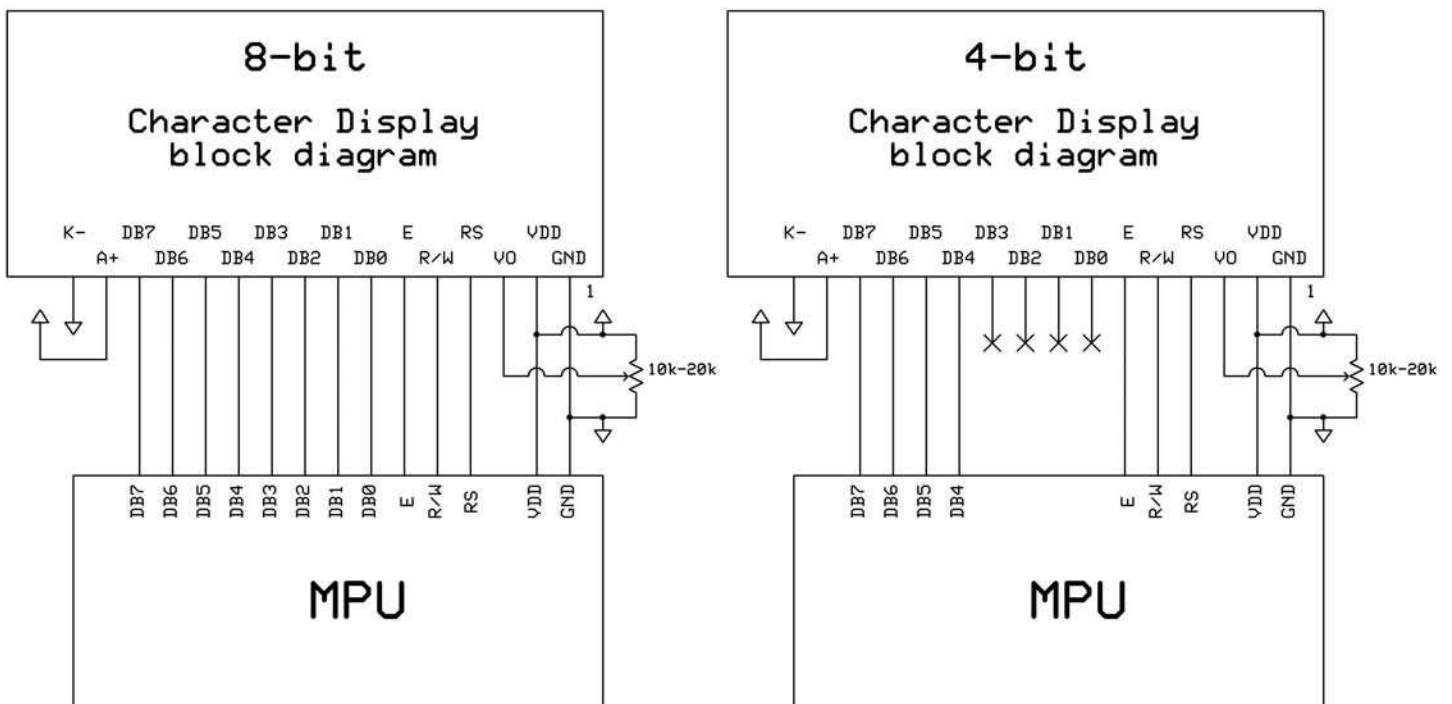 8-bit
Character Display
block diagram
K- DB7 DB5 DB3 DB1 E RS VDD
A+ DB6 DB4 DB2 DB0 R/W VO GND
1
10k-20k
DB7 DB6 DB5 DB4 DB3 DB2 DB1 DB0 E R/W RS VDD GND
MPU
4-bit
Character Display
block diagram
K- DB7 DB5 DB3 DB1 E RS VDD
A+ DB6 DB4 DB2 DB0 R/W VO GND
1
10k-20k
DB7 DB6 DB5 DB4 E R/W RS VDD GND
MPU